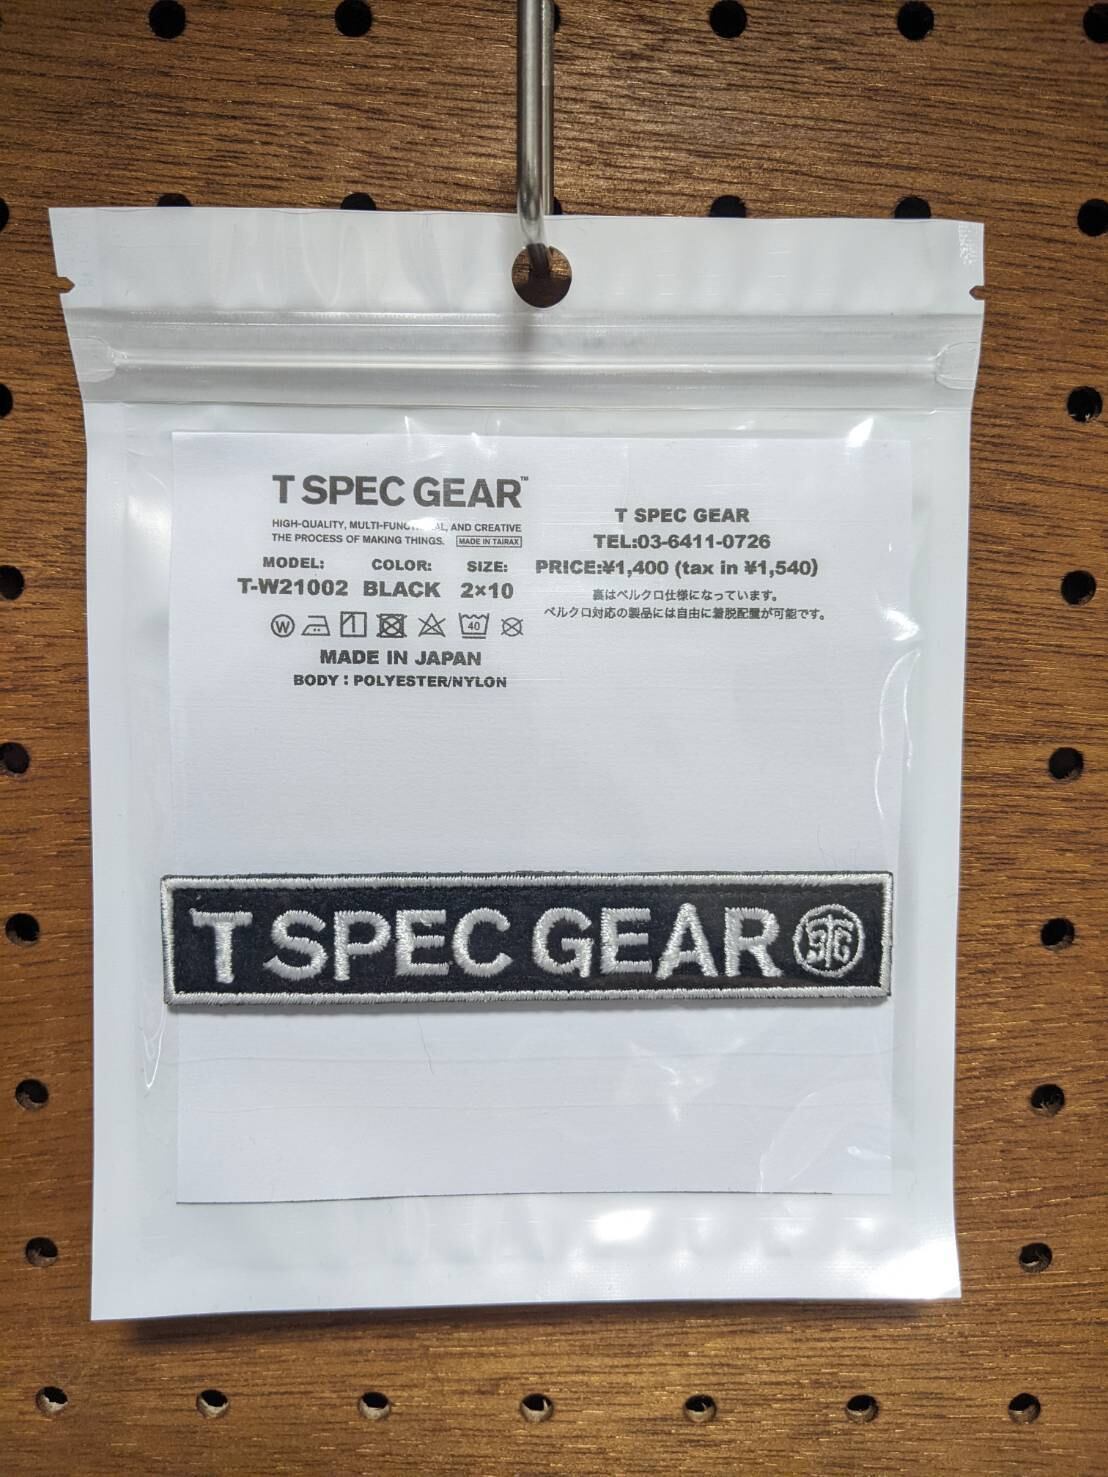 T SPEC GEAR™
HIGH-QUALITY, MULTI-FUNCTIONAL, AND CREATIVE
THE PROCESS OF MAKING THINGS. MADE IN TAIRAX
MODEL: COLOR: SIZE:
T-W21002 BLACK 2×10
W 40
MADE IN JAPAN
BODY : POLYESTER/NYLON
T SPEC GEAR
TEL:03-6411-0726
PRICE:¥1,400 (tax in ¥1,540)
裏はベルクロ仕様になっています。
ベルクロ対応の製品には自由に着脱配置が可能です。
T SPEC GEAR